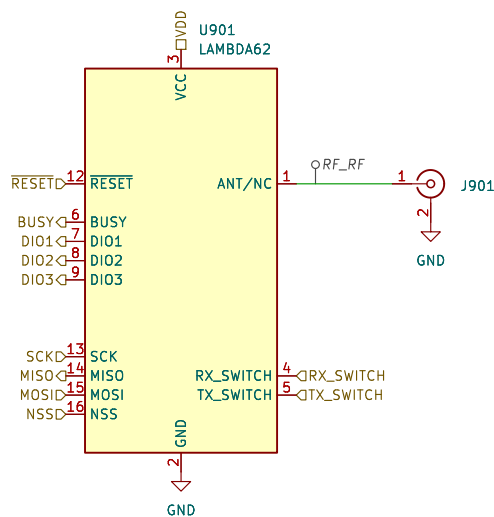 VDD
U901
LAMBDA62
3
VCC
RESET 12 RESET
ANT/NC 1
RF_RF
1
J901
2
GND
BUSY 6 BUSY
DIO1 7 DIO1
DIO2 8 DIO2
DIO3 9 DIO3
SCK 13 SCK
MISO 14 MISO
MOSI 15 MOSI
NSS 16 NSS
RX_SWITCH 4 RX_SWITCH
TX_SWITCH 5 TX_SWITCH
GND
2
GND